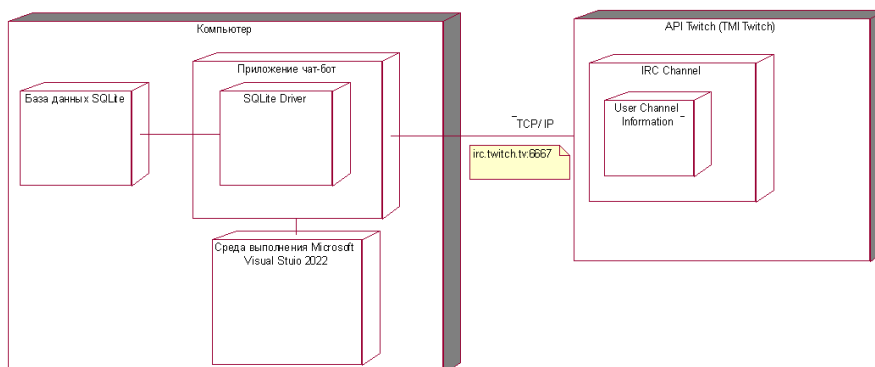 Компьютер
API Twitch (TMI Twitch)
Приложение чат-бот
IRC Channel
База данных SQLite
SQLite Driver
User Channel
Information
TCP/ IP
irc.twitch.tv:6667
Среда выполнения Microsoft
Visual Stuio 2022